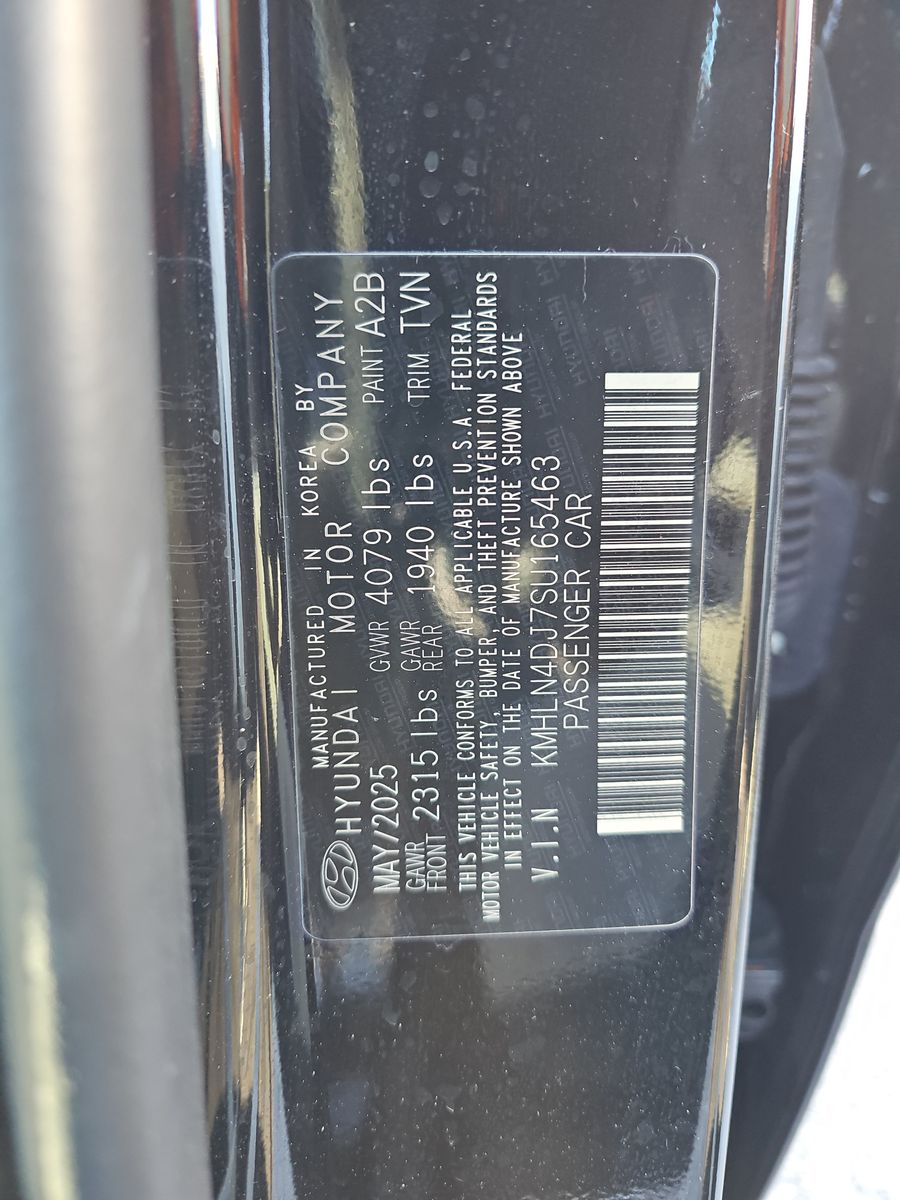 MANUFACTURED IN KOREA BY
HYUNDAI MOTOR COMPANY
MAY/2025 GVWR 4079 lbs PAINT A2B
GAWR FRONT 2315 lbs GAWR REAR 1940 lbs TRIM TVN
THIS VEHICLE CONFORMS TO ALL APPLICABLE U.S.A. FEDERAL
MOTOR VEHICLE SAFETY, BUMPER, AND THEFT PREVENTION STANDARDS
IN EFFECT ON THE DATE OF MANUFACTURE SHOWN ABOVE
V.I.N KMHLN4DJ7SU165463
PASSENGER CAR